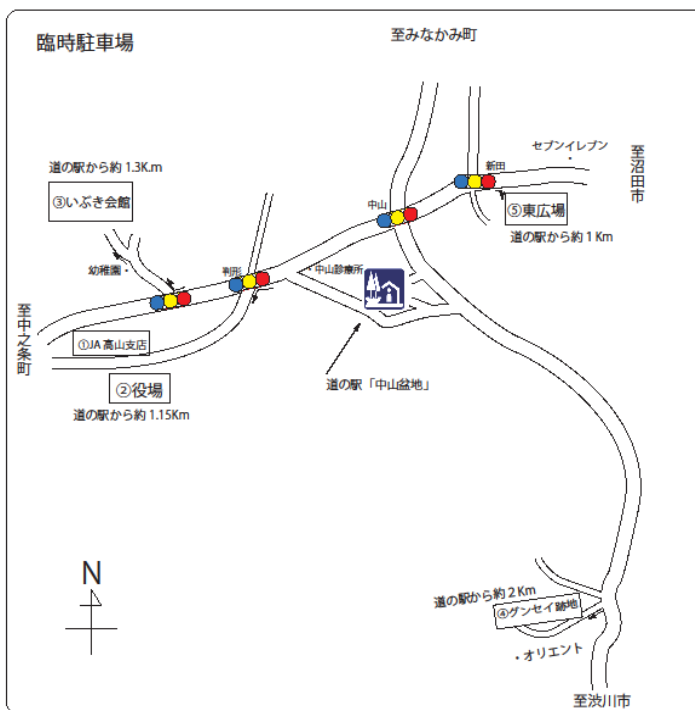 臨時駐車場
至みなかみ町
セブンイレブン
至沼田市
新田
道の駅から約 1.3K.m
③いぶき会館
中山
⑤東広場
道の駅から約 1 Km
幼稚園・
判形
・中山診療所
至中之条町
①JA 高山支店
②役場
道の駅から約 1.15Km
道の駅「中山盆地」
N
道の駅から約 2 Km
④グンセイ跡地
・オリエント
至渋川市